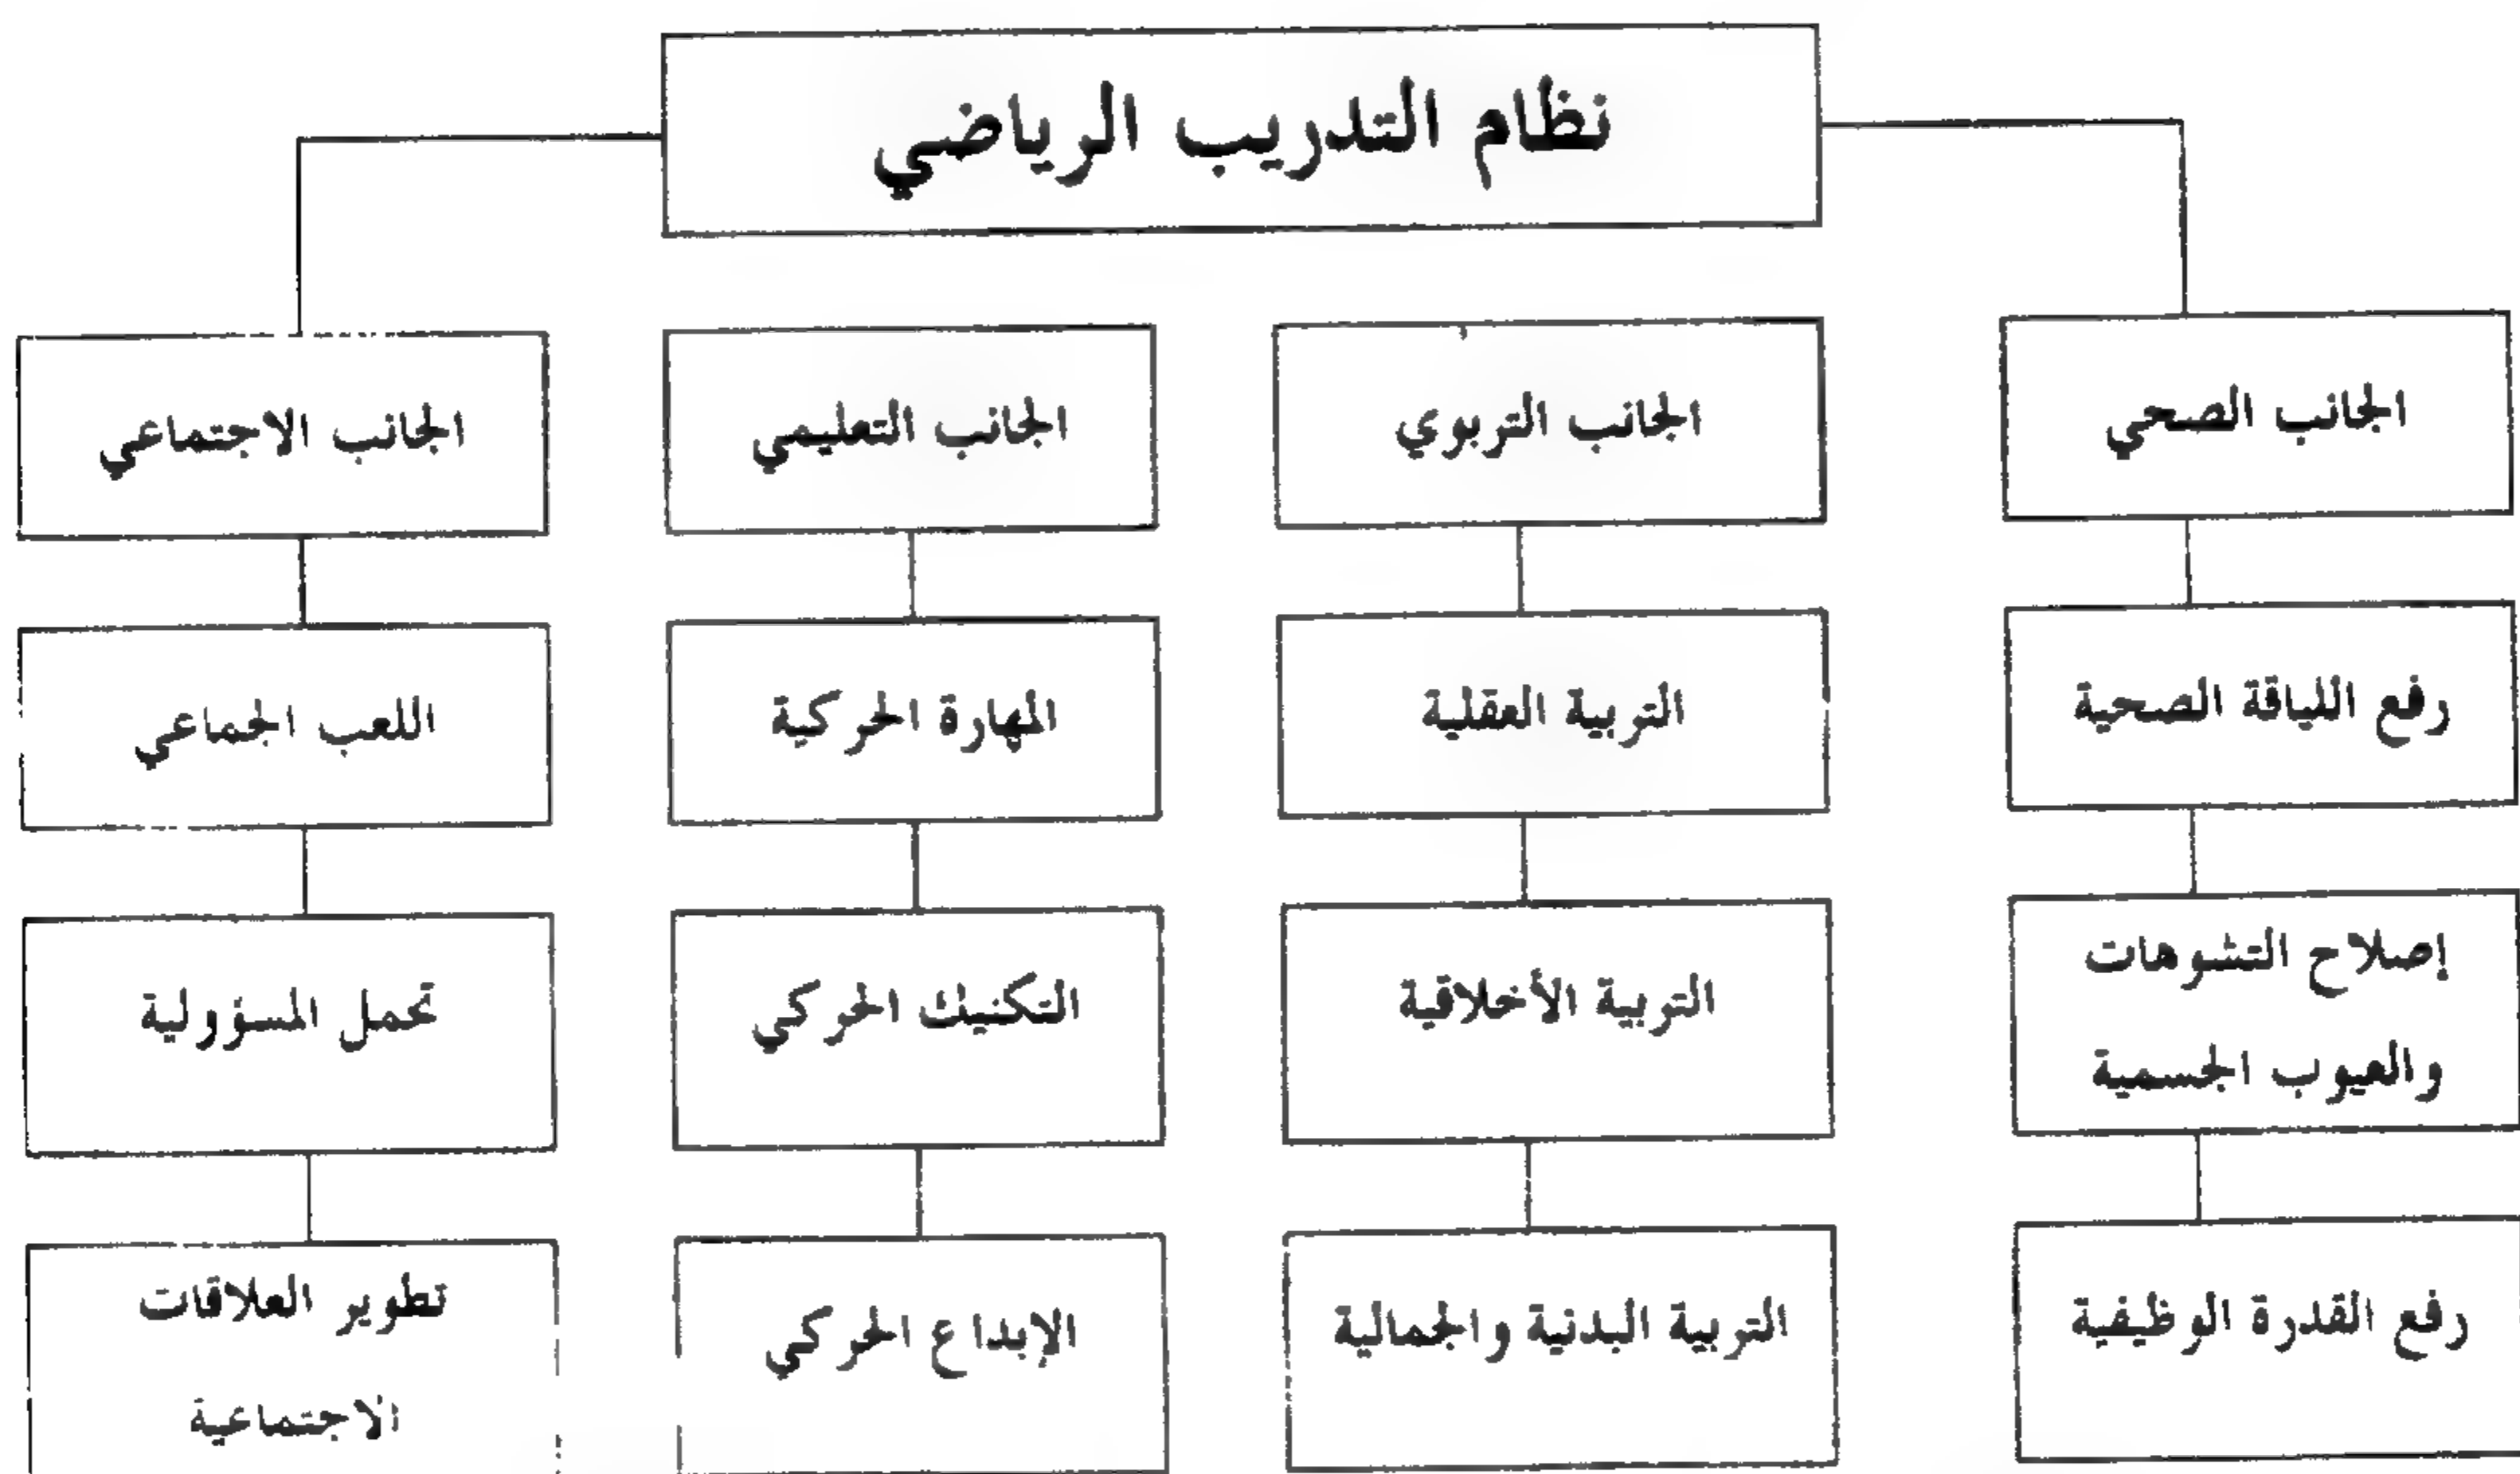 نظام التدريب الرياضي
الجانب الصحي
الجانب التربوي
الجانب التعليمي
الجانب الاجتماعي
رفع اللياقة الصحية
التربية العقلية
المهارة الحركية
اللعب الجماعي
إصلاح التشوهات
والعيوب الجسمية
التربية الأخلاقية
التكنيك الحركي
تحمل المسؤولية
رفع القدرة الوظيفية
التربية البدنية والجمالية
الإبداع الحركي
تطوير العلاقات
الاجتماعية